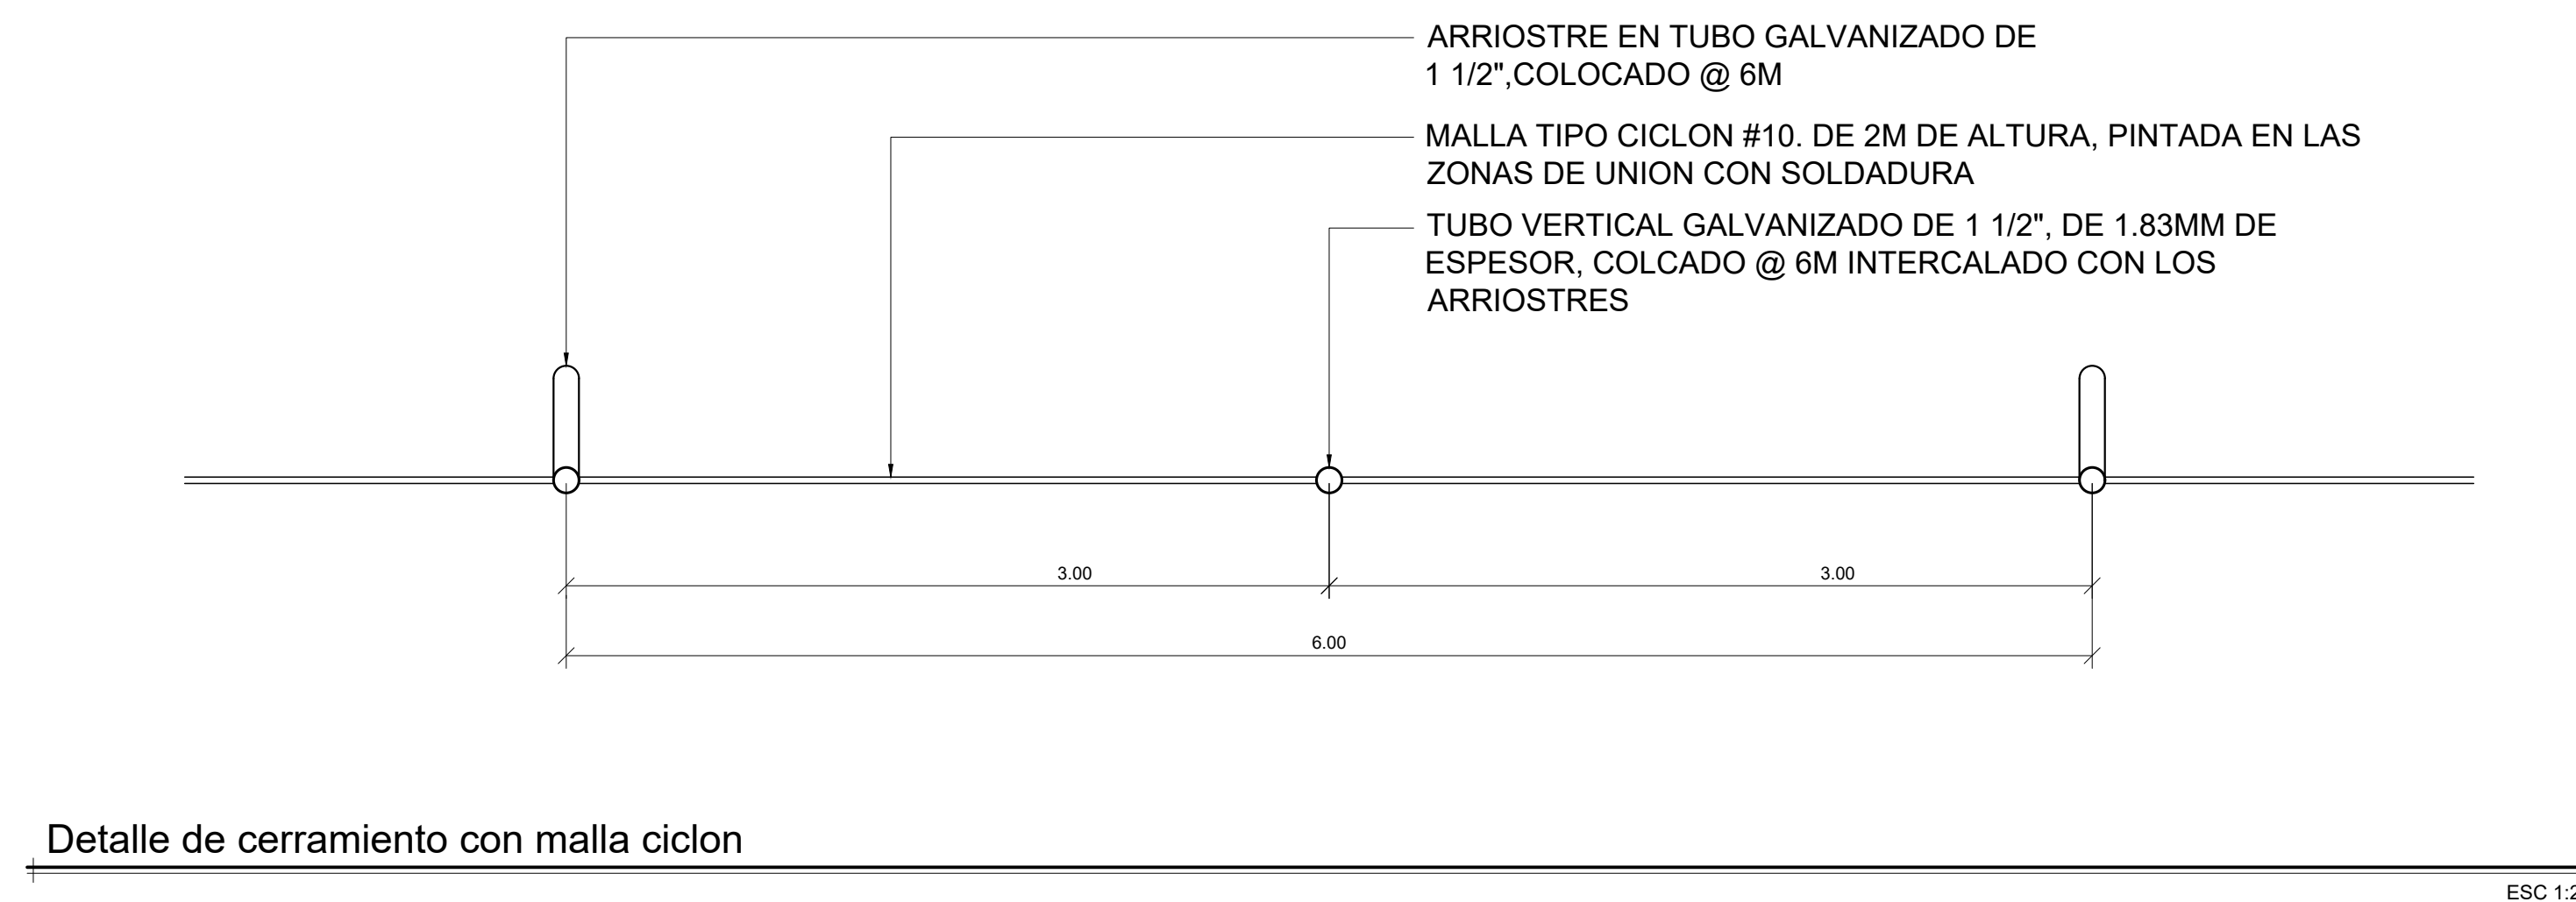 ARRIOSTRE EN TUBO GALVANIZADO DE
1 1/2",COLOCADO @ 6M
MALLA TIPO CICLON #10. DE 2M DE ALTURA, PINTADA EN LAS
ZONAS DE UNION CON SOLDADURA
TUBO VERTICAL GALVANIZADO DE 1 1/2", DE 1.83MM DE
ESPESOR, COLCADO @ 6M INTERCALADO CON LOS
ARRIOSTRES
3.00
3.00
6.00
Detalle de cerramiento con malla ciclon
ESC